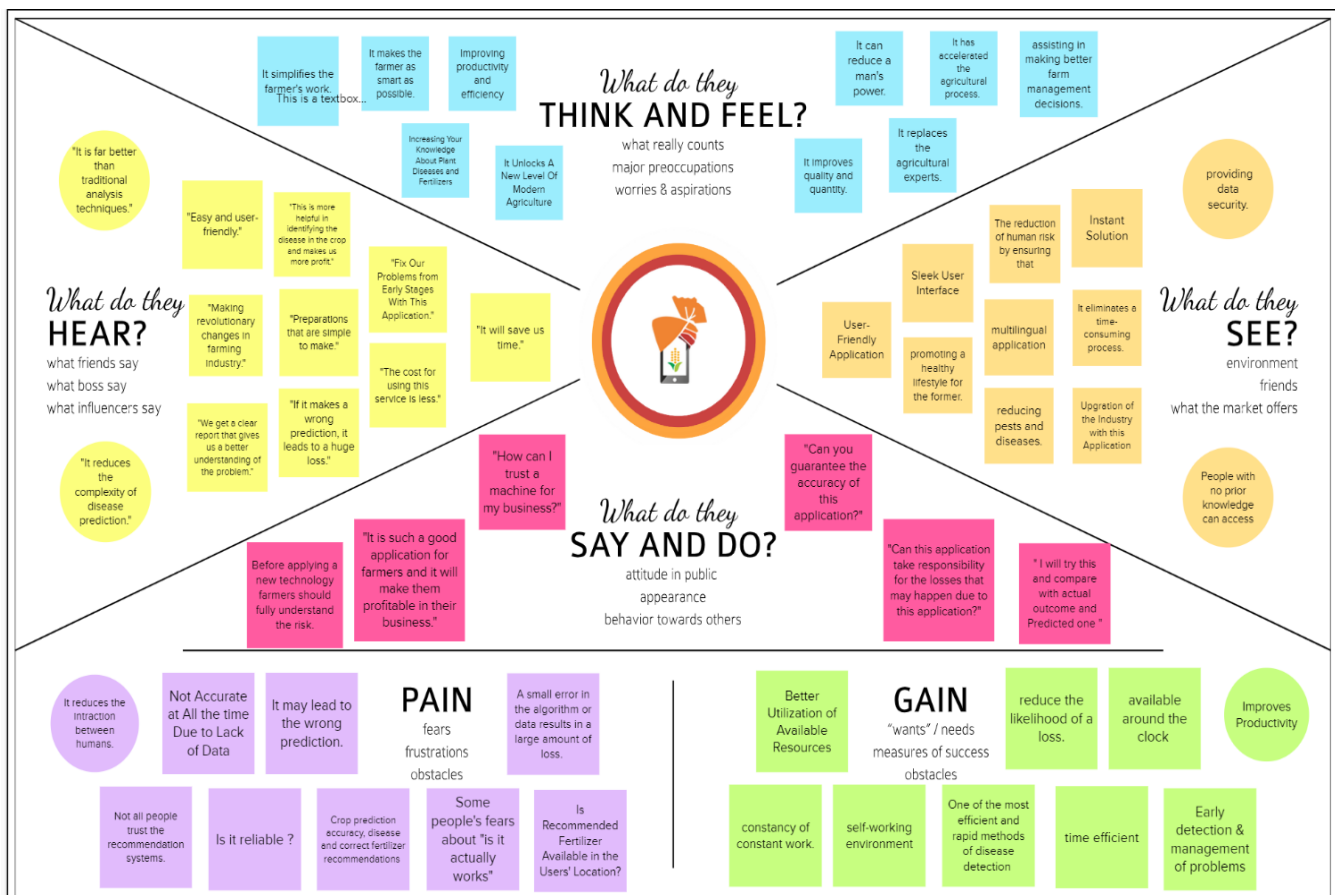 What do they
THINK AND FEEL?
what really counts
major preoccupations
worries & aspirations
It simplifies the
farmer's work.
This is a textbox...
It makes the
farmer as
smart as
possible.
Improving
productivity
and
efficiency
Increasing Your
Knowledge
About Plant
Diseases and
Fertilizers
It Unlocks A
New Level Of
Modern
Agriculture
It can
reduce a
man's
power.
It has
accelerated
the
agricultural
process.
assisting in
making better
farm
management
decisions.
It improves
quality and
quantity.
It replaces
the
agricultural
experts.
What do they
HEAR?
what friends say
what boss say
what influencers say
"It is far better
than
traditional
analysis
techniques."
"Easy and user-
friendly."
"This is more
helpful in
identifying the
disease in the crop
and makes us
more profit."
"Fix Our
Problems from
Early Stages
With This
Application."
"Making
revolutionary
changes in
farming
Industry."
"Preparations
that are simple
to make."
"It will save us
time."
"The cost for
using this
service is less."
"We get a clear
report that gives
us a better
understanding of
the problem."
"If it makes a
wrong
prediction, it
leads to a huge
loss."
"It reduces
the
complexity of
disease
prediction."
What do they
SEE?
environment
friends
what the market offers
providing
data
security.
The reduction
of human risk
by ensuring
that
Instant
Solution
Sleek User
Interface
User-
Friendly
Application
multilingual
application
It eliminates a
time-
consuming
process.
promoting a
healthy
lifestyle for
the former.
reducing
pests and
diseases.
Upgration of
the Industry
with this
Application
People with
no prior
knowledge
can access
What do they
SAY AND DO?
attitude in public
appearance
behavior towards others
"How can I
trust a
machine for
my business?"
"Can you
guarantee the
accuracy of
this
application?"
Before applying a
new technology
farmers should
fully understand
the risk.
"It is such a good
application for
farmers and it will
make them
profitable in their
business."
"Can this application
take responsibility
for the losses that
may happen due to
this application?"
" I will try this
and compare
with actual
outcome and
Predicted one "
PAIN
fears
frustrations
obstacles
It reduces the
intraction
between
humans.
Not Accurate
at All the time
Due to Lack
of Data
It may lead to
the wrong
prediction.
A small error in
the algorithm or
data results in a
large amount of
loss.
Not all people
trust the
recommendation
systems.
Is it reliable ?
Crop prediction
accuracy, disease
and correct fertilizer
recommendations
Some
people's fears
about "is it
actually
works"
Is
Recommended
Fertilizer
Available in the
Users' Location?
GAIN
"wants" / needs
measures of success
obstacles
Better
Utilization of
Available
Resources
reduce the
likelihood of a
loss.
available
around the
clock
Improves
Productivity
constancy of
constant work.
self-working
environment
One of the most
efficient and
rapid methods
of disease
detection
time efficient
Early
detection &
management
of problems